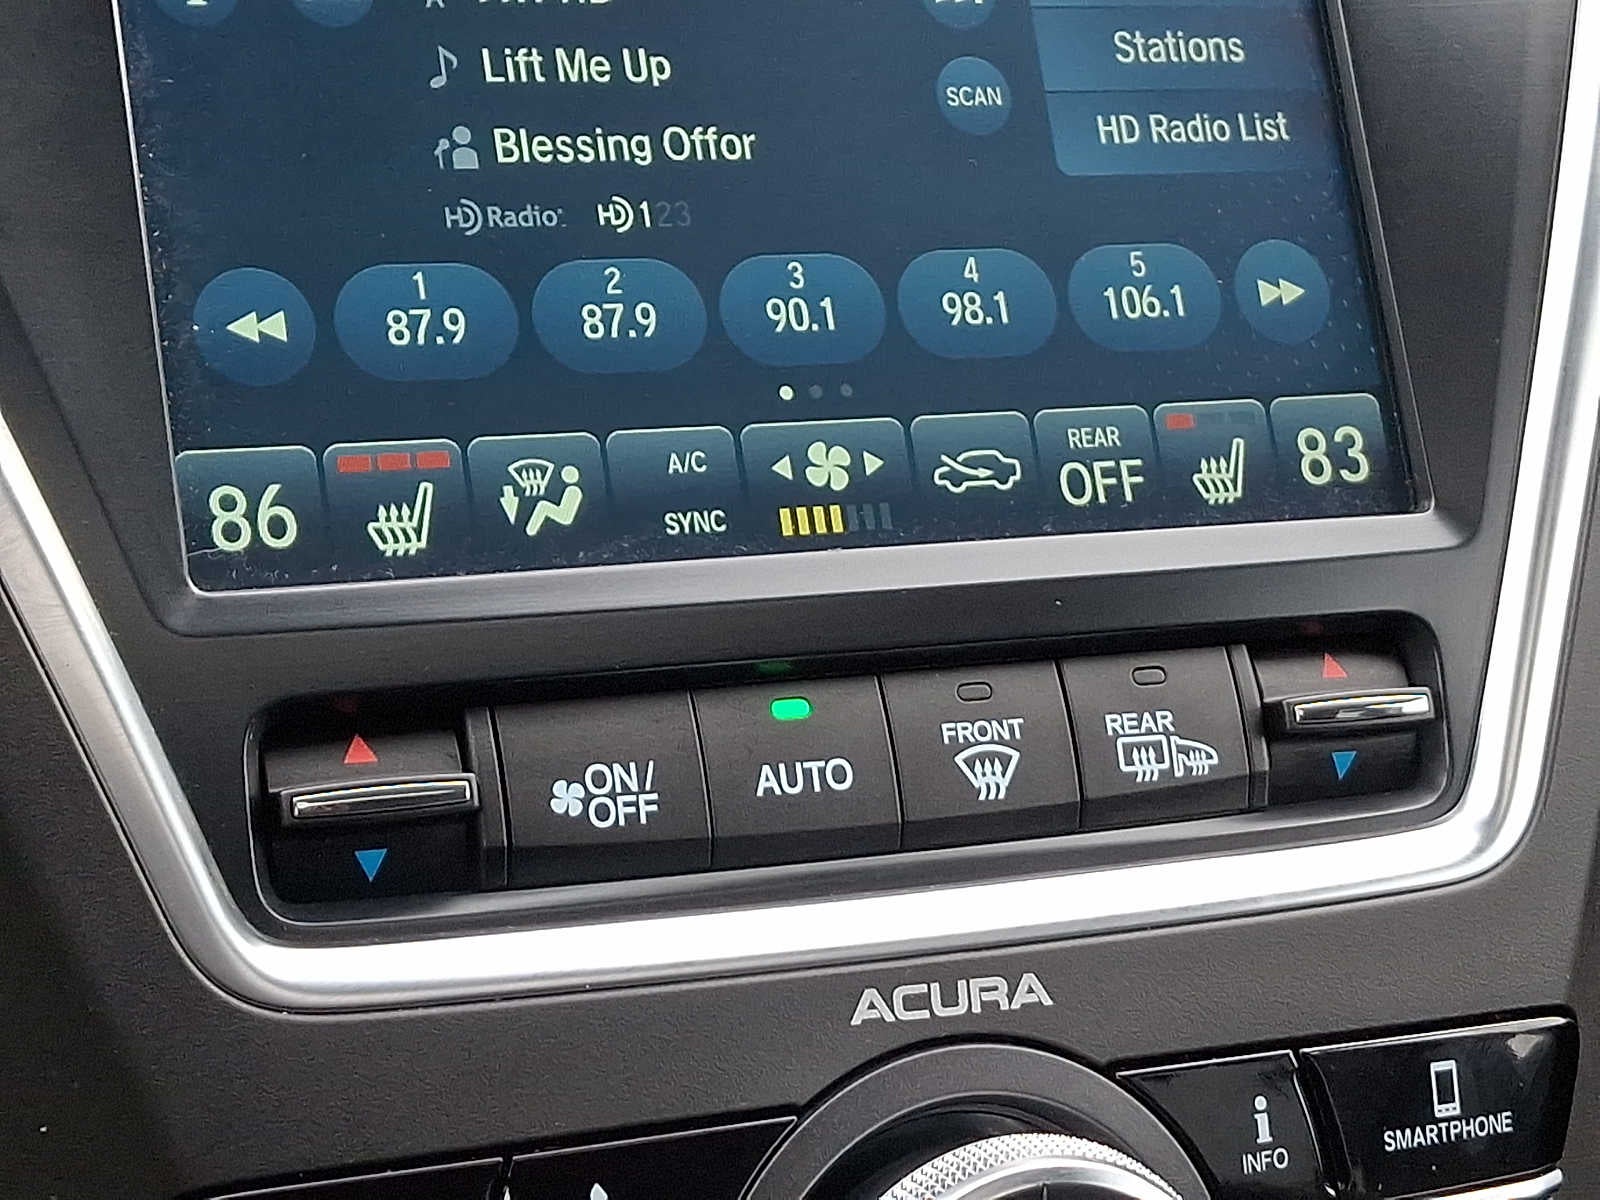 Lift Me Up
Blessing Offor
HD Radio HD1 23
SCAN
Stations
HD Radio List
1
87.9
2
87.9
3
90.1
4
98.1
5
106.1
86
A/C
SYNC
REAR
OFF
83
ON/
OFF
AUTO
FRONT
REAR
ACURA
i
INFO
SMARTPHONE